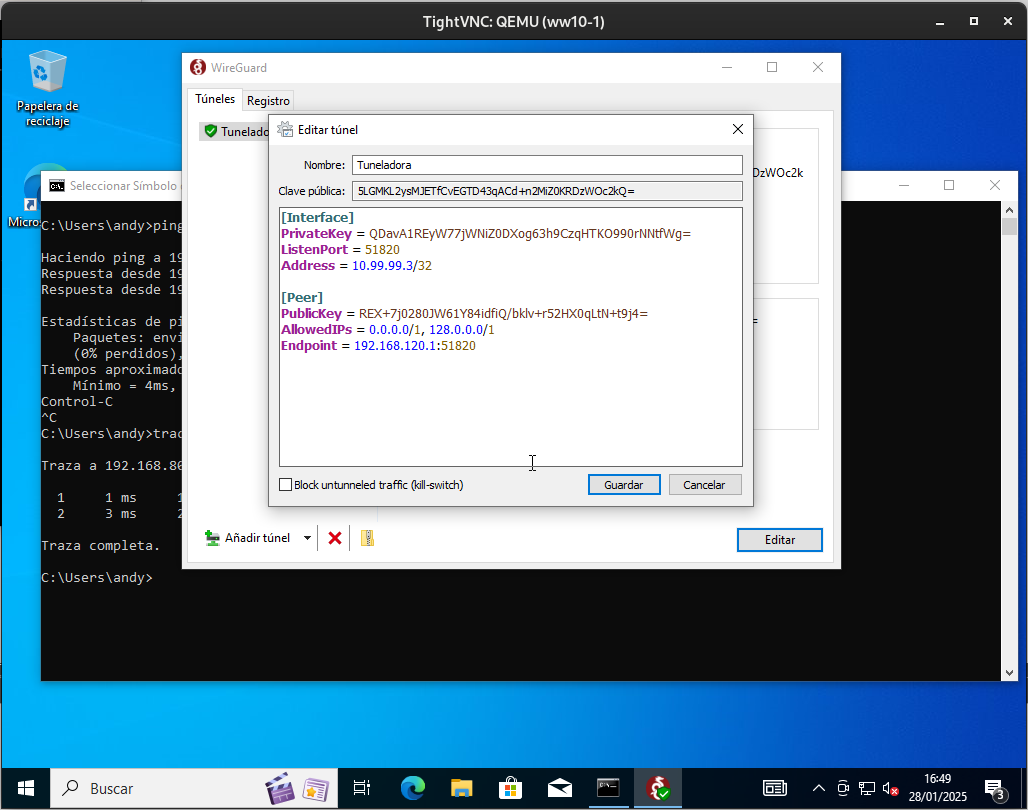 TightVNC: QEMU (ww10-1)
Papelera de
reciclaje
WireGuard
Túneles
Registro
Tunelado
Editar túnel
Nombre:
Tuneladora
Clave pública:
5LGMKL2ysMJETfCvEGTD43qACd+n2MiZ0KRDzWOc2kQ=
DzWOc2k
[Interface]
PrivateKey = QDavA1REyW77jWNiZ0DXog63h9CzqHTKO990rNNtfWg=
ListenPort = 51820
Address = 10.99.99.3/32
[Peer]
PublicKey = REX+7j0280JW61Y84idfiQ/bklv+r52HX0qLtN+t9j4=
AllowedIPs = 0.0.0.0/1, 128.0.0.0/1
Endpoint = 192.168.120.1:51820
=
Block untunneled traffic (kill-switch)
Guardar
Cancelar
Añadir túnel
Editar
Micros
Seleccionar Símbolo
C:\Users\andy>ping
Haciendo ping a 19
Respuesta desde 19
Respuesta desde 19
Estadísticas de pi
Paquetes: envi
(0% perdidos),
Tiempos aproximado
Mínimo = 4ms,
Control-C
^C
C:\Users\andy>trac
Traza a 192.168.80
1 1 ms 1
2 3 ms 2
Traza completa.
C:\Users\andy>
Buscar
16:49
28/01/2025
3